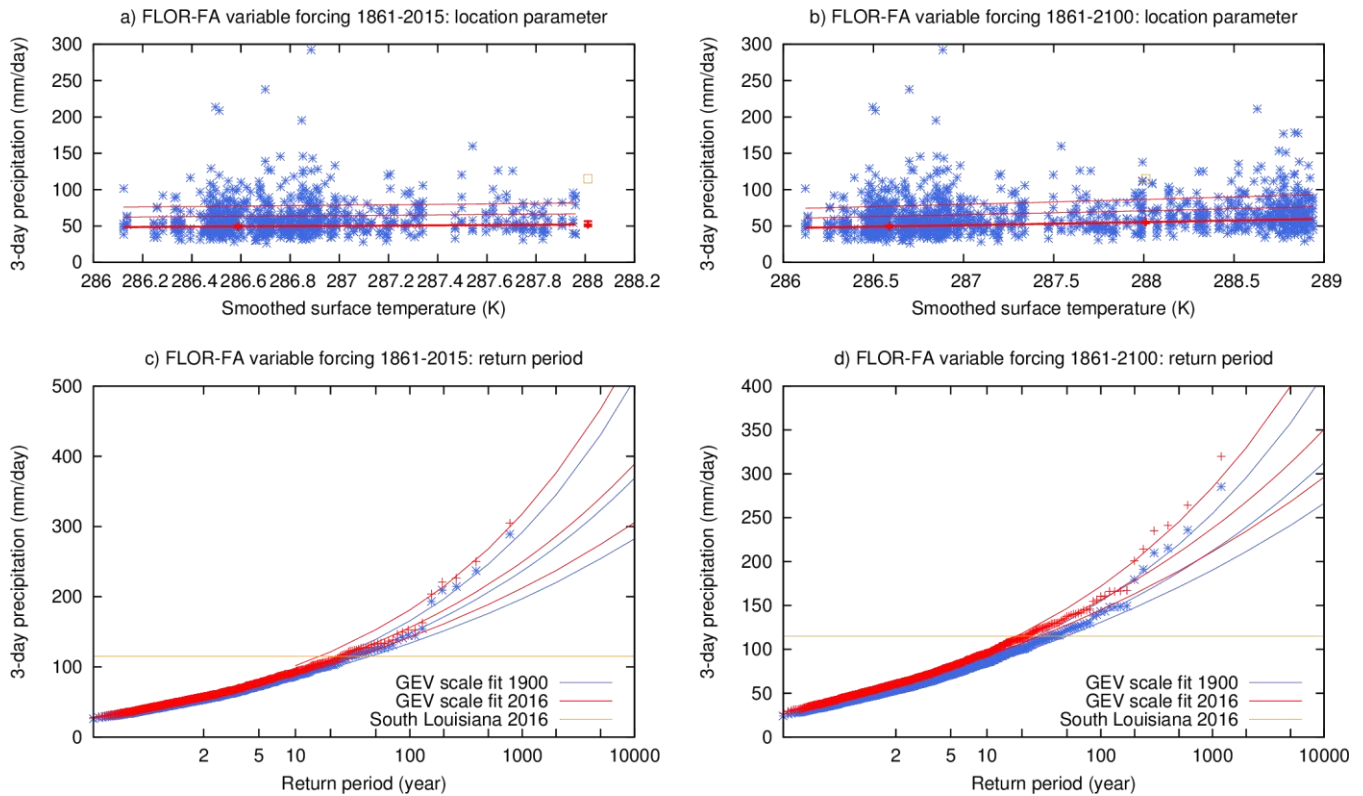 a) FLOR-FA variable forcing 1861-2015: location parameter
300
250
200
150
100
50
0
3-day precipitation (mm/day)
286 286.2 286.4 286.6 286.8 287 287.2 287.4 287.6 287.8 288 288.2
Smoothed surface temperature (K)
b) FLOR-FA variable forcing 1861-2100: location parameter
300
250
200
150
100
50
0
3-day precipitation (mm/day)
286 286.5 287 287.5 288 288.5 289
Smoothed surface temperature (K)
c) FLOR-FA variable forcing 1861-2015: return period
500
400
300
200
100
0
3-day precipitation (mm/day)
GEV scale fit 1900
GEV scale fit 2016
South Louisiana 2016
2 5 10 100 1000 10000
Return period (year)
d) FLOR-FA variable forcing 1861-2100: return period
400
350
300
250
200
150
100
50
0
3-day precipitation (mm/day)
GEV scale fit 1900
GEV scale fit 2016
South Louisiana 2016
2 5 10 100 1000 10000
Return period (year)